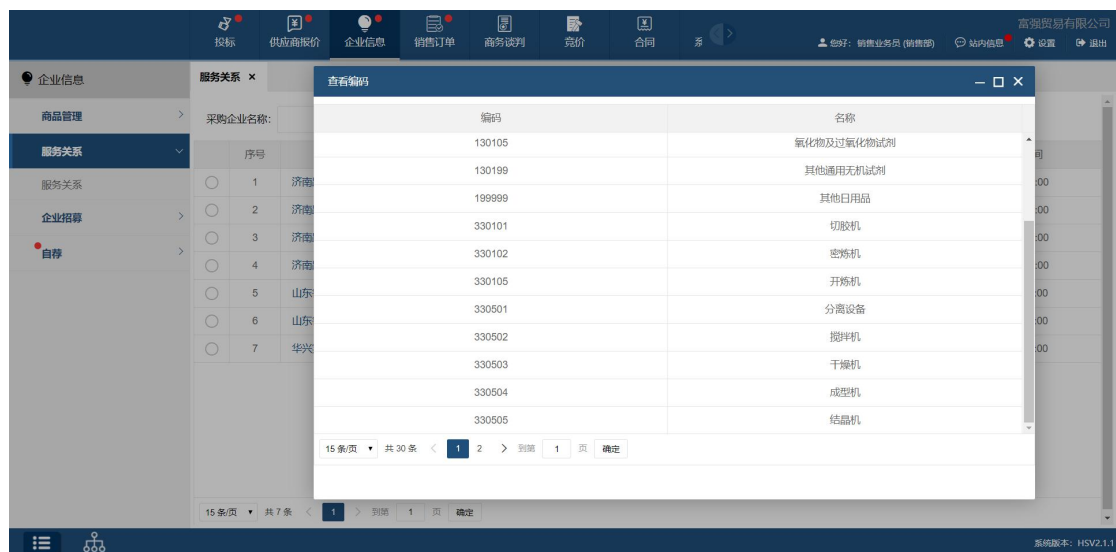 投标 供应商报价 企业信息 销售订单 商务谈判 竞价 合同
富强贸易有限公司
您好：销售业务员 (销售部) 站内信息 设置 退出
企业信息
商品管理
服务关系
服务关系
企业招募
自荐
服务关系 ×
采购企业名称:
序号
1 济南
2 济南
3 济南
4 济南
5 山东
6 山东
7 华兴
:00
:00
:00
:00
:00
:00
:00
查看编码
编码 名称
130105 氧化物及过氧化物试剂
130199 其他通用无机试剂
199999 其他日用品
330101 切胶机
330102 密炼机
330105 开炼机
330501 分离设备
330502 搅拌机
330503 干燥机
330504 成型机
330505 结晶机
15 条/页 共 30 条 1 2 到第 1 页 确定
15 条/页 共 7 条 1 到第 1 页 确定
系统版本：HSV2.1.1